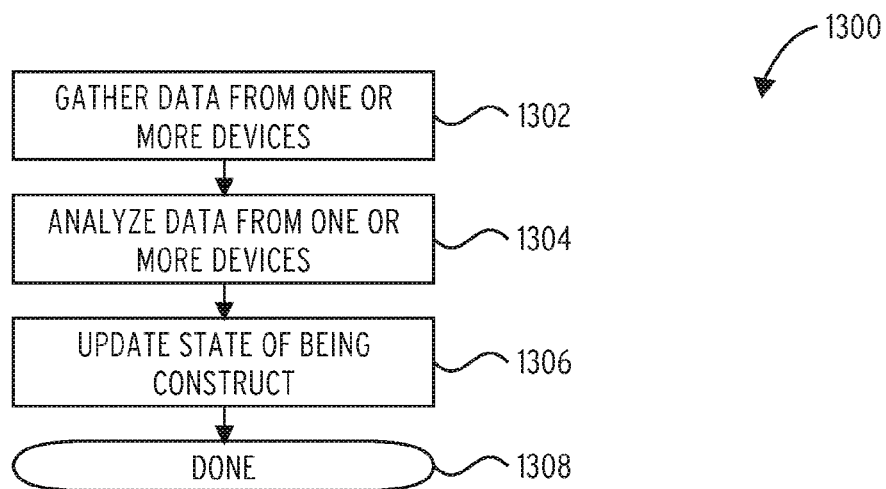 1300
GATHER DATA FROM ONE OR
MORE DEVICES
1302
ANALYZE DATA FROM ONE OR
MORE DEVICES
1304
UPDATE STATE OF BEING
CONSTRUCT
1306
DONE
1308